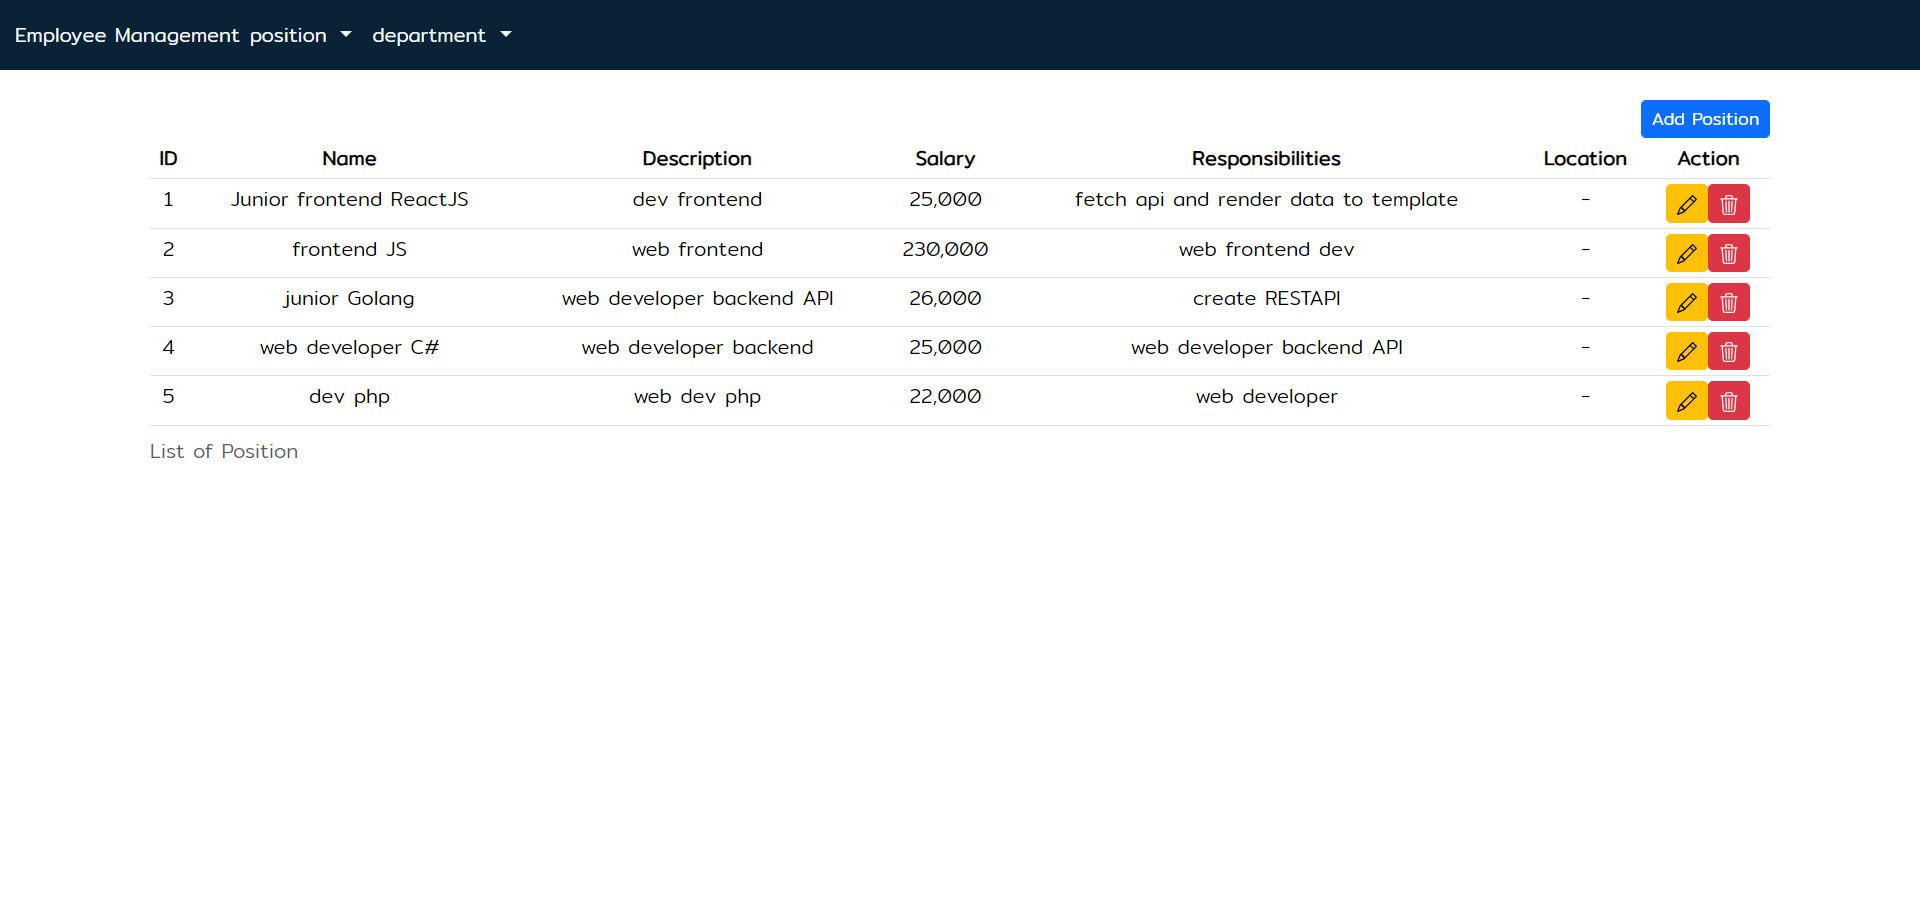 Employee Management position department
Add Position
ID Name Description Salary Responsibilities Location Action
1 Junior frontend ReactJS dev frontend 25,000 fetch api and render data to template -
2 frontend JS web frontend 230,000 web frontend dev -
3 junior Golang web developer backend API 26,000 create RESTAPI -
4 web developer C# web developer backend 25,000 web developer backend API -
5 dev php web dev php 22,000 web developer -
List of Position